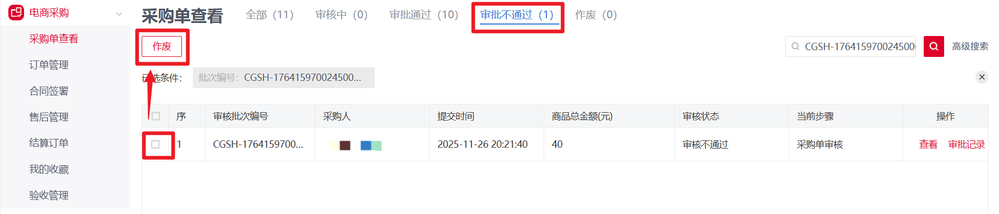 电商采购
采购单查看
订单管理
合同签署
售后管理
结算订单
我的收藏
验收管理
采购单查看 全部（11） 审核中（0） 审批通过（10） 审批不通过（1） 作废（0）
作废 CGSH-1764159700245000 高级搜索
已选条件： 批次编号：CGSH-176415970024500...
序 审核批次编号 采购人 提交时间 商品总金额(元) 审核状态 当前步骤 操作
1 CGSH-1764159700... 2025-11-26 20:21:40 40 审核不通过 采购单审核 查看 审批记录